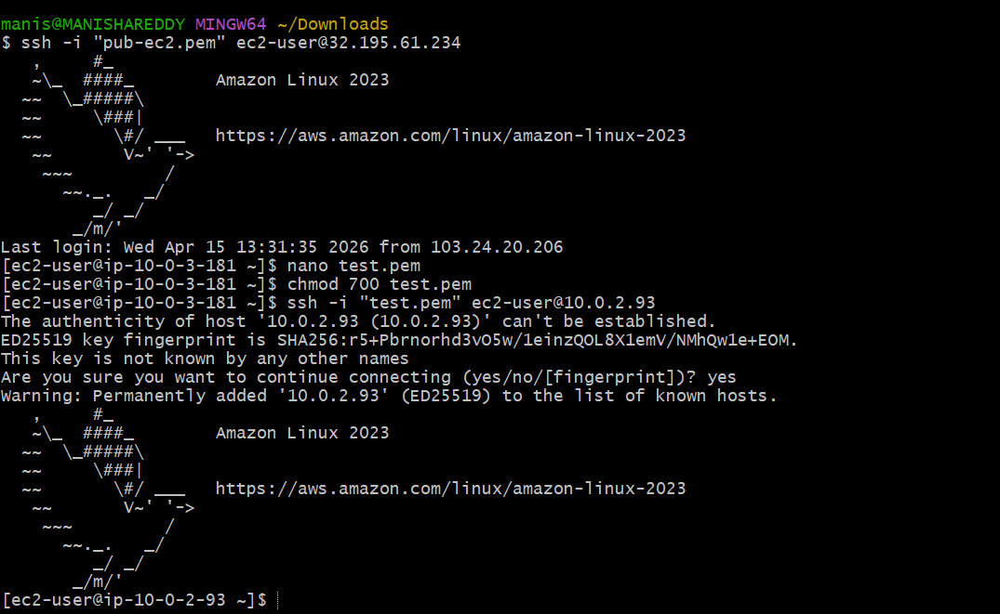 manis@MANISHAREDDY MINGW64 ~/Downloads
$ ssh -i "pub-ec2.pem" ec2-user@32.195.61.234
   ,     #_
   ~\_  ####_        Amazon Linux 2023
  ~~  \_#####\
  ~~     \###|
  ~~       \#/ ___   https://aws.amazon.com/linux/amazon-linux-2023
   ~~       V~' '->
    ~~~         /
      ~~._.   _/
         _/ _/
       _/m/'
Last login: Wed Apr 15 13:31:35 2026 from 103.24.20.206
[ec2-user@ip-10-0-3-181 ~]$ nano test.pem
[ec2-user@ip-10-0-3-181 ~]$ chmod 700 test.pem
[ec2-user@ip-10-0-3-181 ~]$ ssh -i "test.pem" ec2-user@10.0.2.93
The authenticity of host '10.0.2.93 (10.0.2.93)' can't be established.
ED25519 key fingerprint is SHA256:r5+Pbrnorhd3vO5w/1einzQOL8X1emV/NMhQw1e+EOM.
This key is not known by any other names
Are you sure you want to continue connecting (yes/no/[fingerprint])? yes
Warning: Permanently added '10.0.2.93' (ED25519) to the list of known hosts.
   ,     #_
   ~\_  ####_        Amazon Linux 2023
  ~~  \_#####\
  ~~     \###|
  ~~       \#/ ___   https://aws.amazon.com/linux/amazon-linux-2023
   ~~       V~' '->
    ~~~         /
      ~~._.   _/
         _/ _/
       _/m/'
[ec2-user@ip-10-0-2-93 ~]$